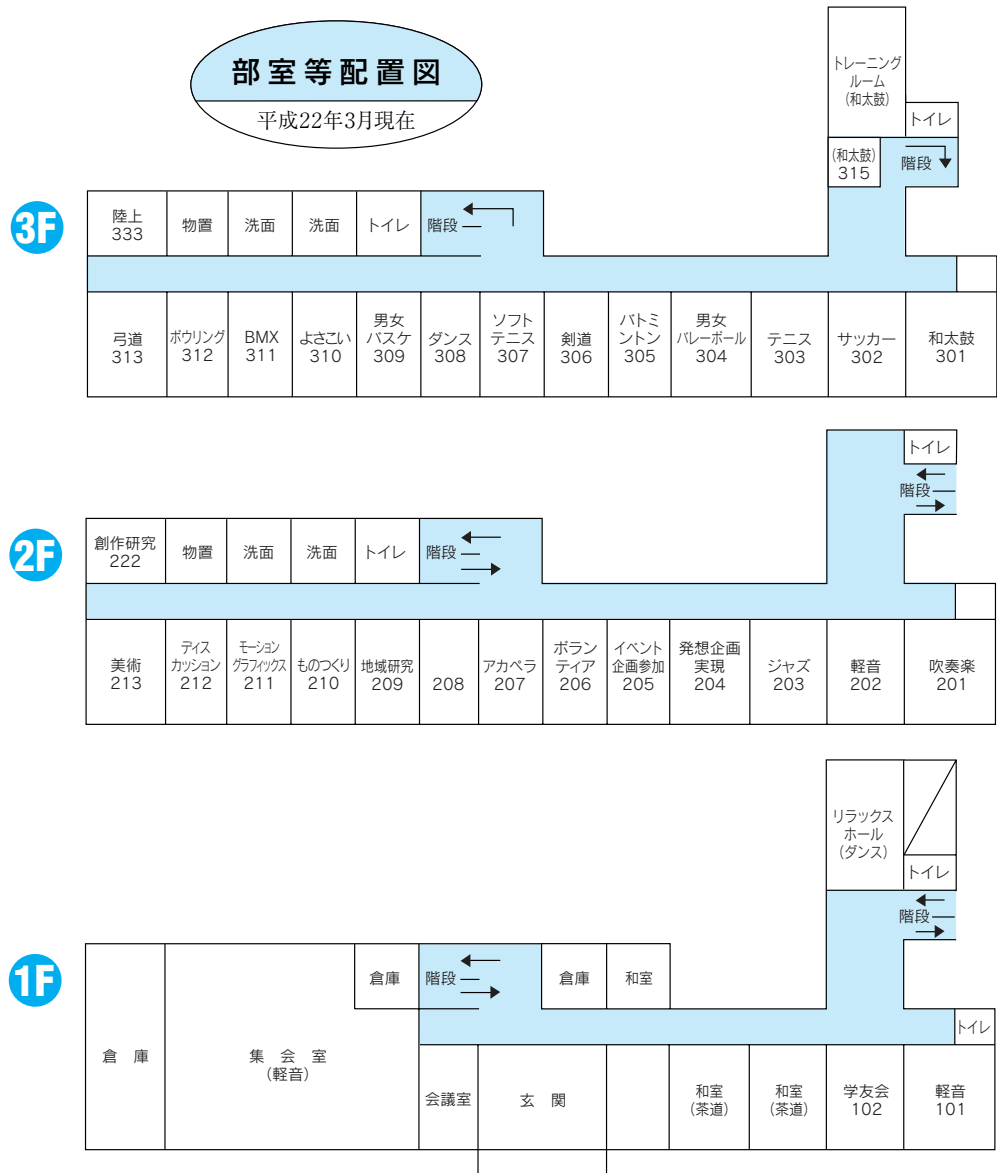 部室等配置図
平成22年3月現在
3F
トレーニング
ルーム
(和太鼓)
トイレ
(和太鼓)
315
階段
陸上
333
物置
洗面
洗面
トイレ
階段
弓道
313
ボウリング
312
BMX
311
よさこい
310
男女
バスケ
309
ダンス
308
ソフト
テニス
307
剣道
306
バトミ
ントン
305
男女
バレーボール
304
テニス
303
サッカー
302
和太鼓
301
2F
トイレ
階段
創作研究
222
物置
洗面
洗面
トイレ
階段
美術
213
ディス
カッション
212
モーション
グラフィックス
211
ものつくり
210
地域研究
209
208
アカペラ
207
ボラン
ティア
206
イベント
企画参加
205
発想企画
実現
204
ジャズ
203
軽音
202
吹奏楽
201
1F
リラックス
ホール
(ダンス)
トイレ
階段
倉庫
集会室
(軽音)
倉庫
階段
倉庫
和室
トイレ
会議室
玄関
和室
(茶道)
和室
(茶道)
学友会
102
軽音
101